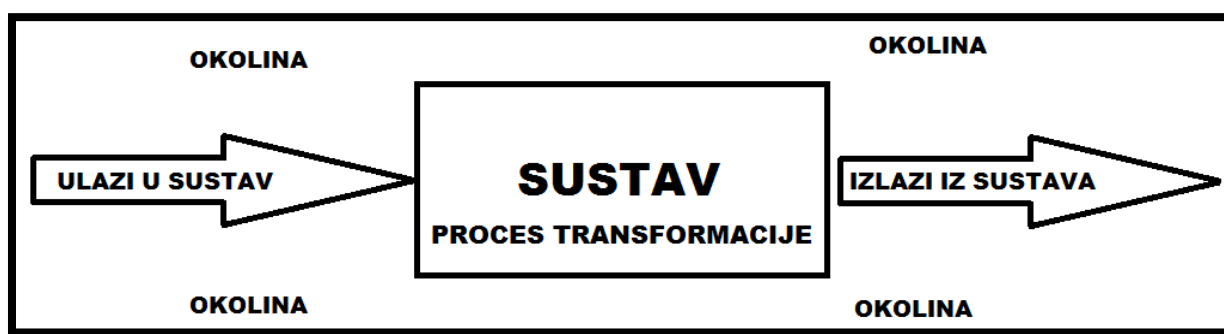 OKOLINA
OKOLINA
ULAZI U SUSTAV
SUSTAV
PROCES TRANSFORMACIJE
IZLAZI IZ SUSTAVA
OKOLINA
OKOLINA